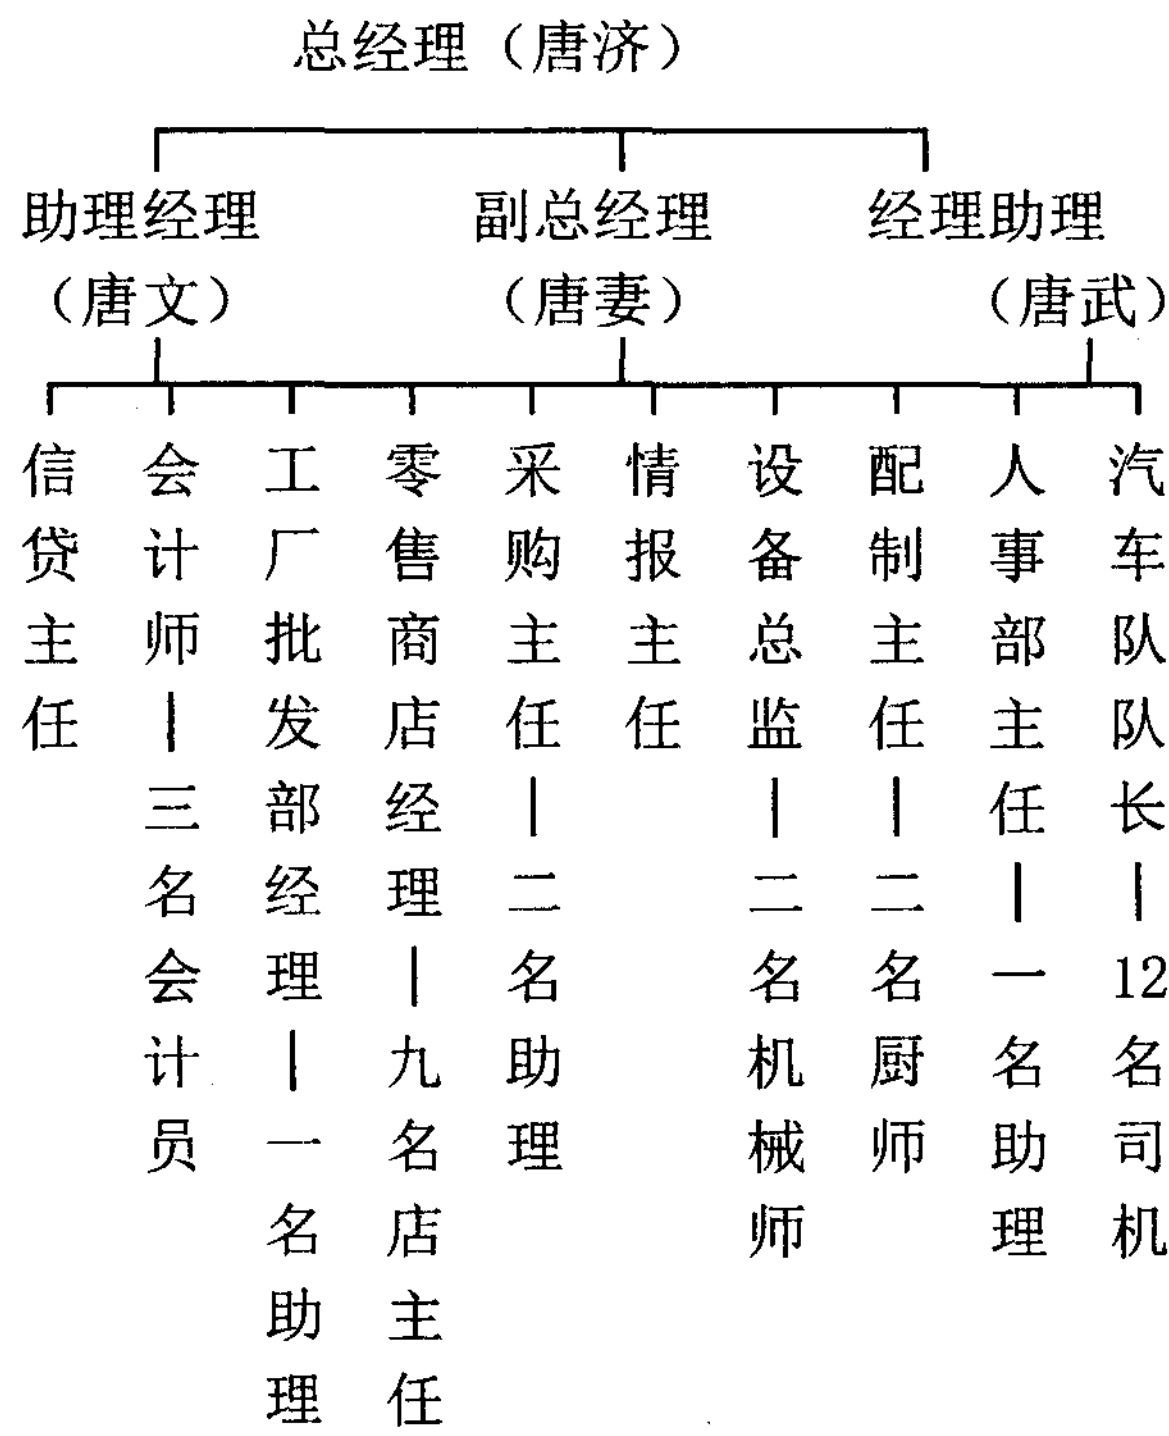 总经理（唐济）
助理经理
（唐文）
副总经理
（唐妻）
经理助理
（唐武）
信贷主任
会计师—三名会计员
工厂批发部经理—一名助理
零售商店经理—九名店主任
采购主任—二名助理
情报主任
设备总监—二名机械师
配制主任—二名厨师
人事部主任—一名助理
汽车队队长—12名司机